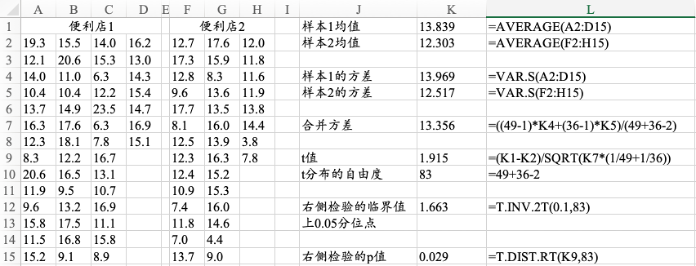 A B C D E F G H I J K L
1 便利店1 便利店2 样本1均值 13.839 =AVERAGE(A2:D15)
2 19.3 15.5 14.0 16.2 12.7 17.6 12.0 样本2均值 12.303 =AVERAGE(F2:H15)
3 12.1 20.6 15.3 13.0 17.3 15.9 11.8
4 14.0 11.0 6.3 14.3 12.8 8.3 11.6 样本1的方差 13.969 =VAR.S(A2:D15)
5 10.4 10.4 12.2 15.4 9.6 13.6 11.9 样本2的方差 12.517 =VAR.S(F2:H15)
6 13.7 14.9 23.5 14.7 17.7 13.5 13.8
7 16.3 17.6 6.3 16.9 8.1 16.0 14.4 合并方差 13.356 =((49-1)*K4+(36-1)*K5)/(49+36-2)
8 12.3 18.1 7.8 15.1 12.5 13.9 3.8
9 8.3 12.2 16.7 12.3 16.3 7.8 t值 1.915 =(K1-K2)/SQRT(K7*(1/49+1/36))
10 20.6 16.5 13.1 12.4 15.2 t分布的自由度 83 =49+36-2
11 11.9 9.5 10.7 10.9 15.3
12 9.6 13.2 16.9 7.4 16.0 右侧检验的临界值 1.663 =T.INV.2T(0.1,83)
13 15.8 17.5 11.1 11.8 14.6 上0.05分位点
14 11.5 16.8 15.8 7.0 4.4
15 15.2 9.1 8.9 13.7 9.0 右侧检验的p值 0.029 =T.DIST.RT(K9,83)